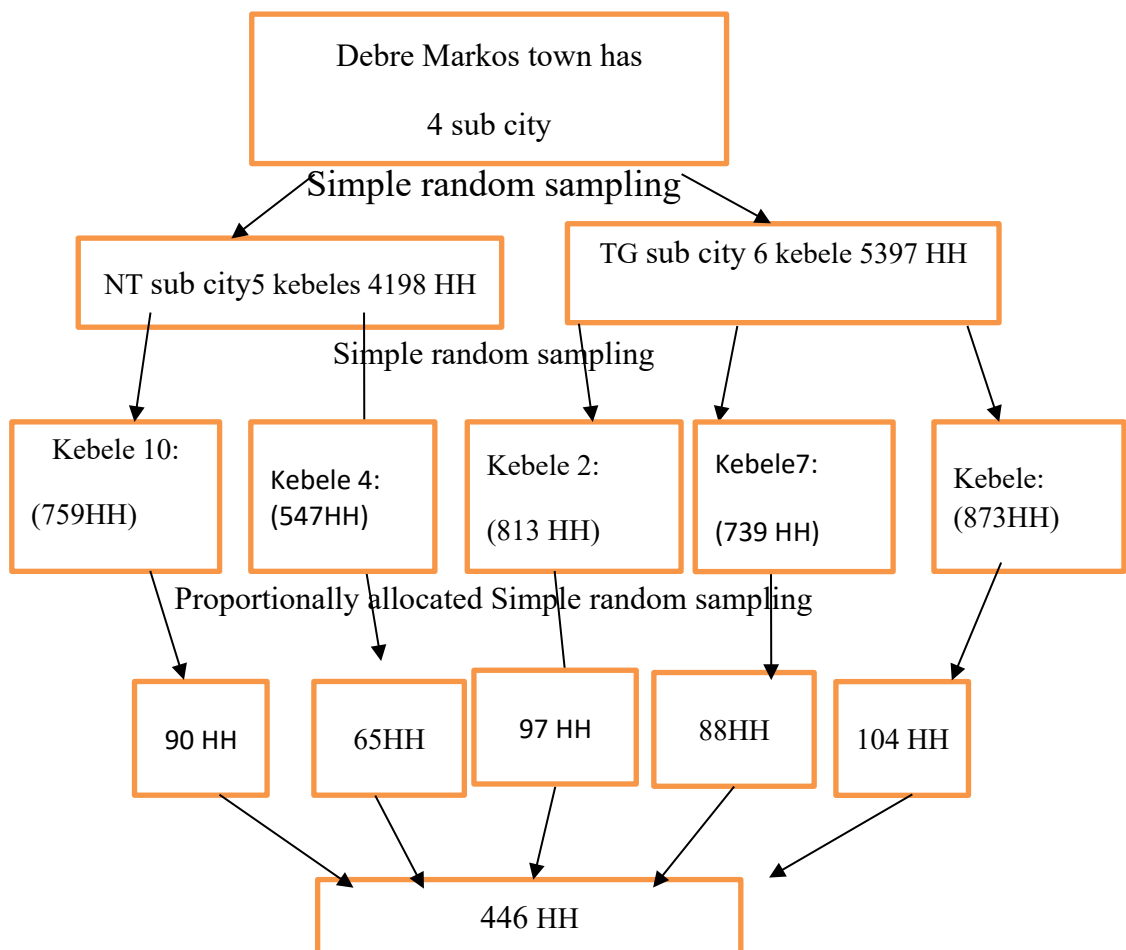 Debre Markos town has
4 sub city
Simple random sampling
NT sub city5 kebeles 4198 HH
TG sub city 6 kebele 5397 HH
Simple random sampling
Kebele 10:
(759HH)
Kebele 4:
(547HH)
Kebele 2:
(813 HH)
Kebele7:
(739 HH)
Kebele:
(873HH)
Proportionally allocated Simple random sampling
90 HH
65HH
97 HH
88HH
104 HH
446 HH